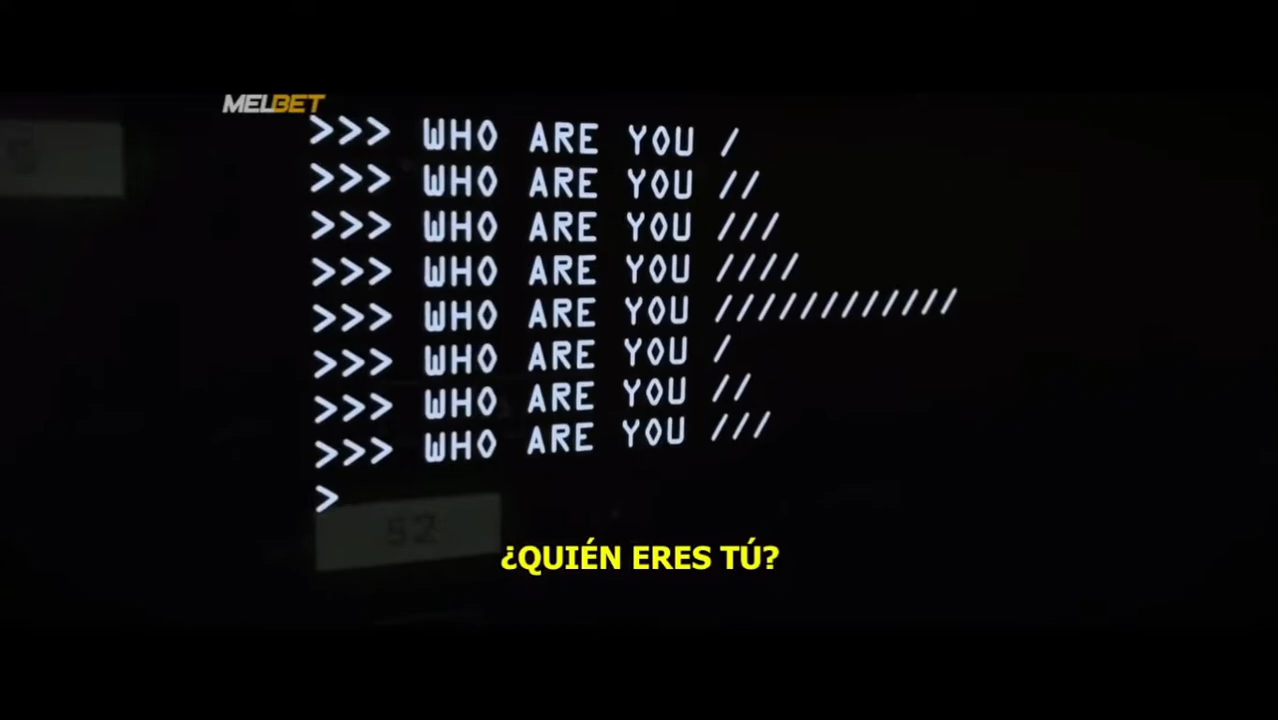 MELBET
>>> WHO ARE YOU /
>>> WHO ARE YOU //
>>> WHO ARE YOU ///
>>> WHO ARE YOU ////
>>> WHO ARE YOU ////////////
>>> WHO ARE YOU /
>>> WHO ARE YOU //
>>> WHO ARE YOU ///
>
52
¿QUIÉN ERES TÚ?